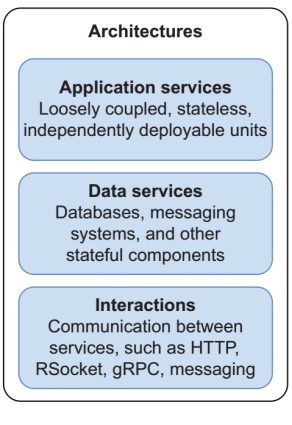 Architectures
Application services
Loosely coupled, stateless,
independently deployable units
Data services
Databases, messaging
systems, and other
stateful components
Interactions
Communication between
services, such as HTTP,
RSocket, gRPC, messaging